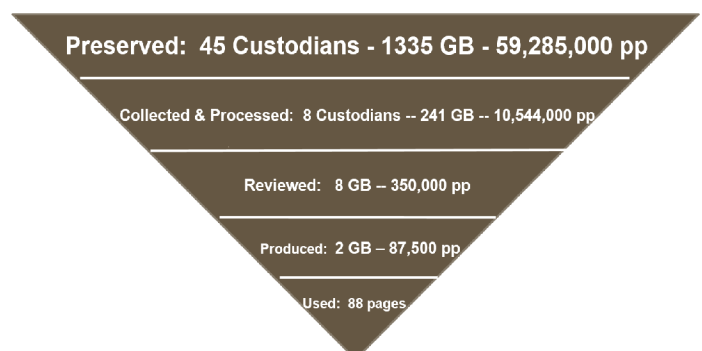 Preserved: 45 Custodians - 1335 GB - 59,285,000 pp
Collected & Processed: 8 Custodians -- 241 GB -- 10,544,000 pp
Reviewed: 8 GB -- 350,000 pp
Produced: 2 GB – 87,500 pp
Used: 88 pages